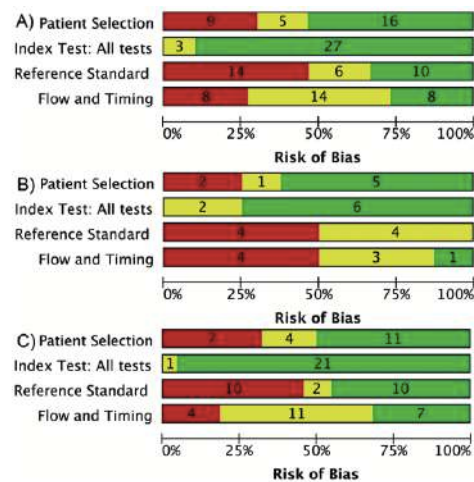 A) Patient Selection 9 5 16
Index Test: All tests 3 27
Reference Standard 14 6 10
Flow and Timing 8 14 8
0% 25% 50% 75% 100%
Risk of Bias
B) Patient Selection 2 1 5
Index Test: All tests 2 6
Reference Standard 4 4
Flow and Timing 4 3 1
0% 25% 50% 75% 100%
Risk of Bias
C) Patient Selection 7 4 11
Index Test: All tests 1 21
Reference Standard 10 2 10
Flow and Timing 4 11 7
0% 25% 50% 75% 100%
Risk of Bias